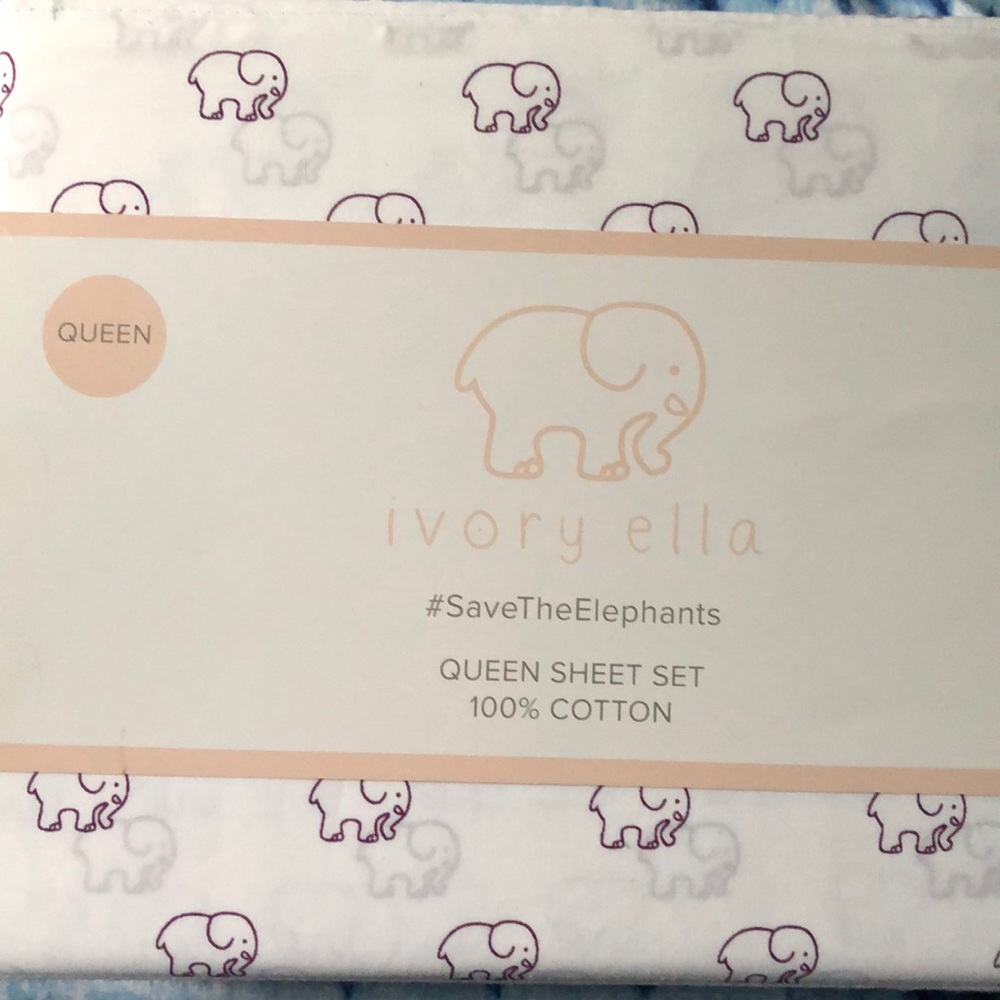 QUEEN
ivory ella
#SaveTheElephants
QUEEN SHEET SET
100% COTTON